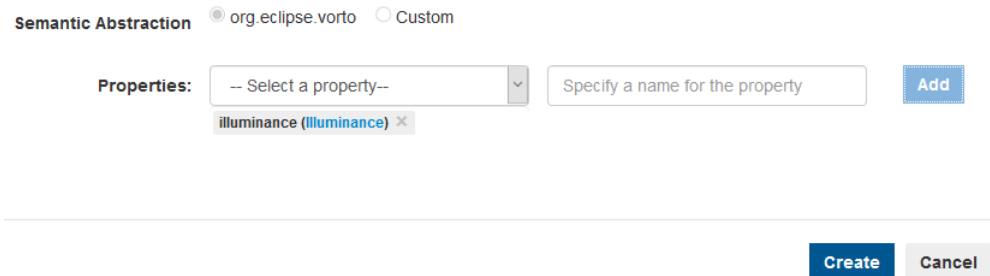 Semantic Abstraction org.eclipse.vorto Custom
Properties: -- Select a property-- Specify a name for the property Add
illuminance (Illuminance) ×
Create Cancel